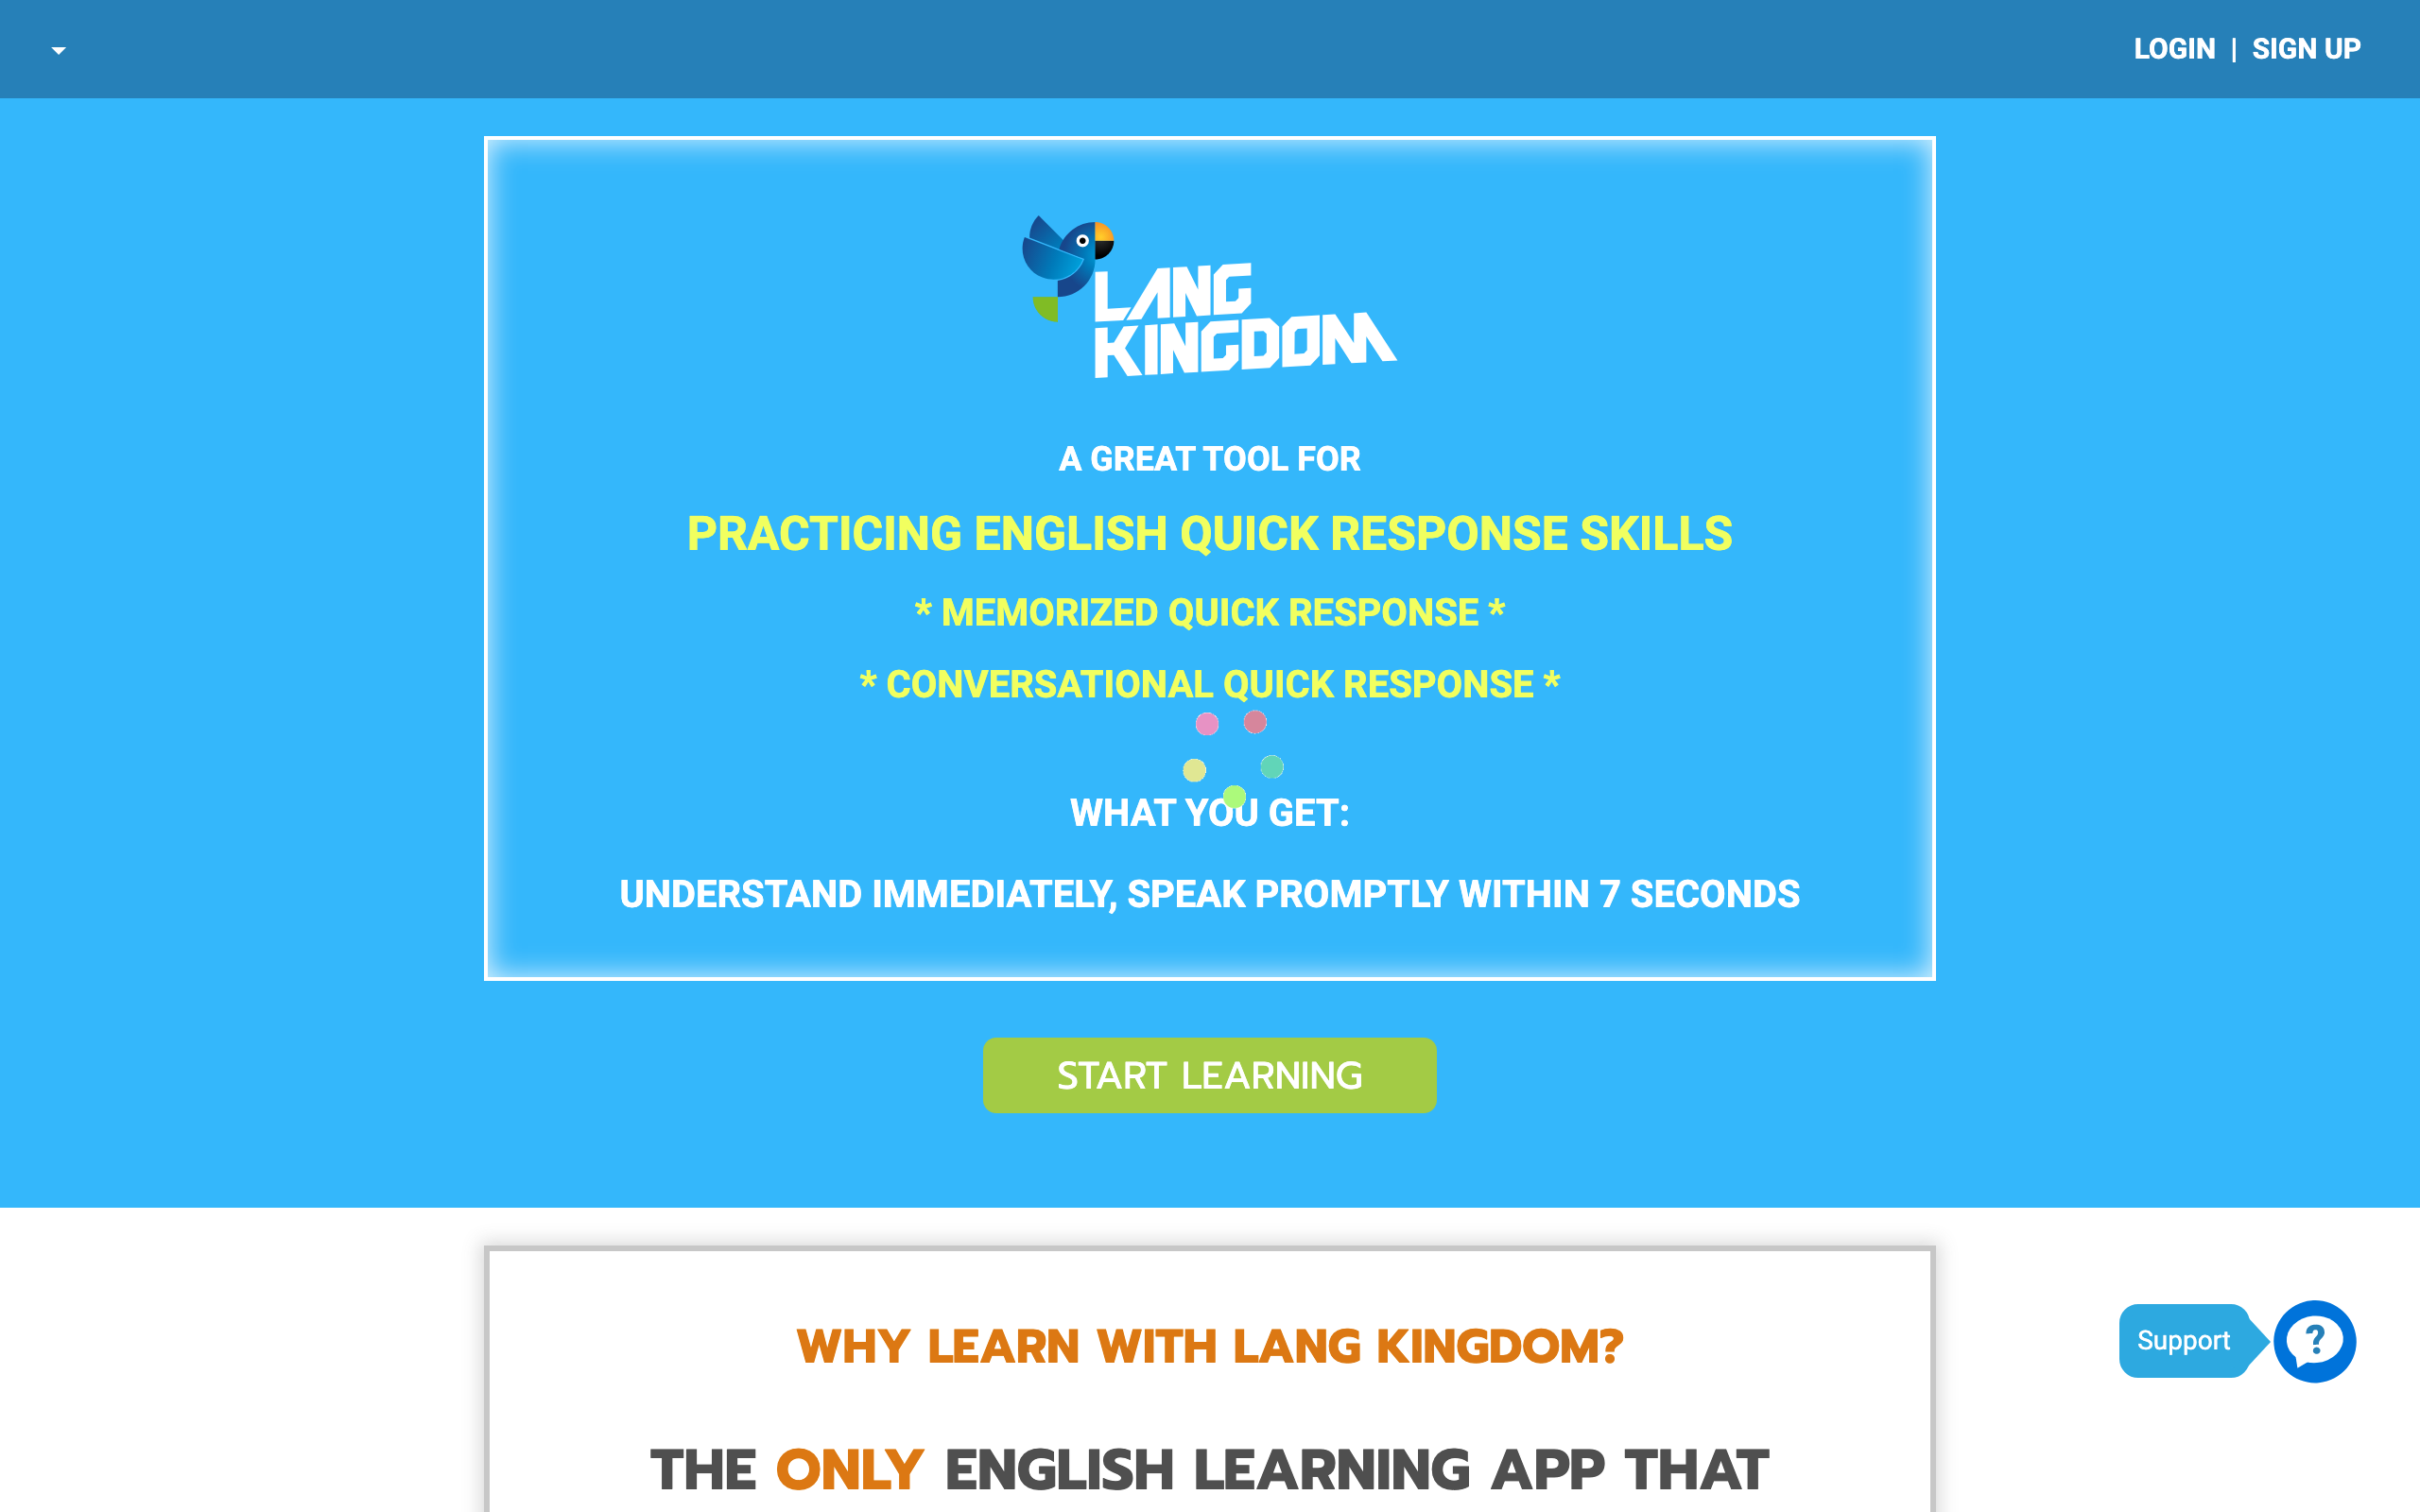 LOGIN | SIGN UP
LANG
KINGDOM
A GREAT TOOL FOR
PRACTICING ENGLISH QUICK RESPONSE SKILLS
* MEMORIZED QUICK RESPONSE *
* CONVERSATIONAL QUICK RESPONSE *
WHAT YOU GET:
UNDERSTAND IMMEDIATELY, SPEAK PROMPTLY WITHIN 7 SECONDS
START LEARNING
WHY LEARN WITH LANG KINGDOM?
Support
?
THE ONLY ENGLISH LEARNING APP THAT